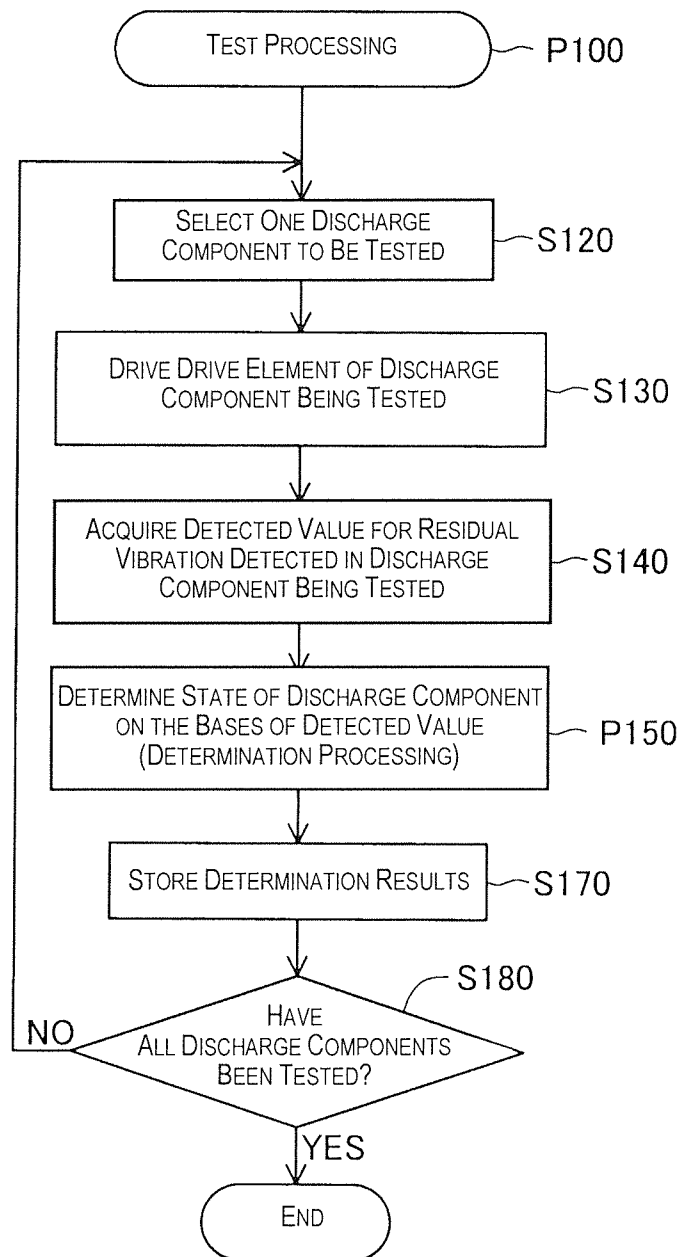 TEST PROCESSING
P100
SELECT ONE DISCHARGE
COMPONENT TO BE TESTED
S120
DRIVE DRIVE ELEMENT OF DISCHARGE
COMPONENT BEING TESTED
S130
ACQUIRE DETECTED VALUE FOR RESIDUAL
VIBRATION DETECTED IN DISCHARGE
COMPONENT BEING TESTED
S140
DETERMINE STATE OF DISCHARGE COMPONENT
ON THE BASES OF DETECTED VALUE
(DETERMINATION PROCESSING)
P150
STORE DETERMINATION RESULTS
S170
S180
HAVE
ALL DISCHARGE COMPONENTS
BEEN TESTED?
NO
YES
END